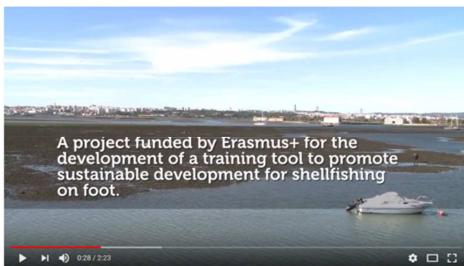 A project funded by Erasmus+ for the
development of a training tool to promote
sustainable development for shellfishing
on foot.
0:28 / 2:23